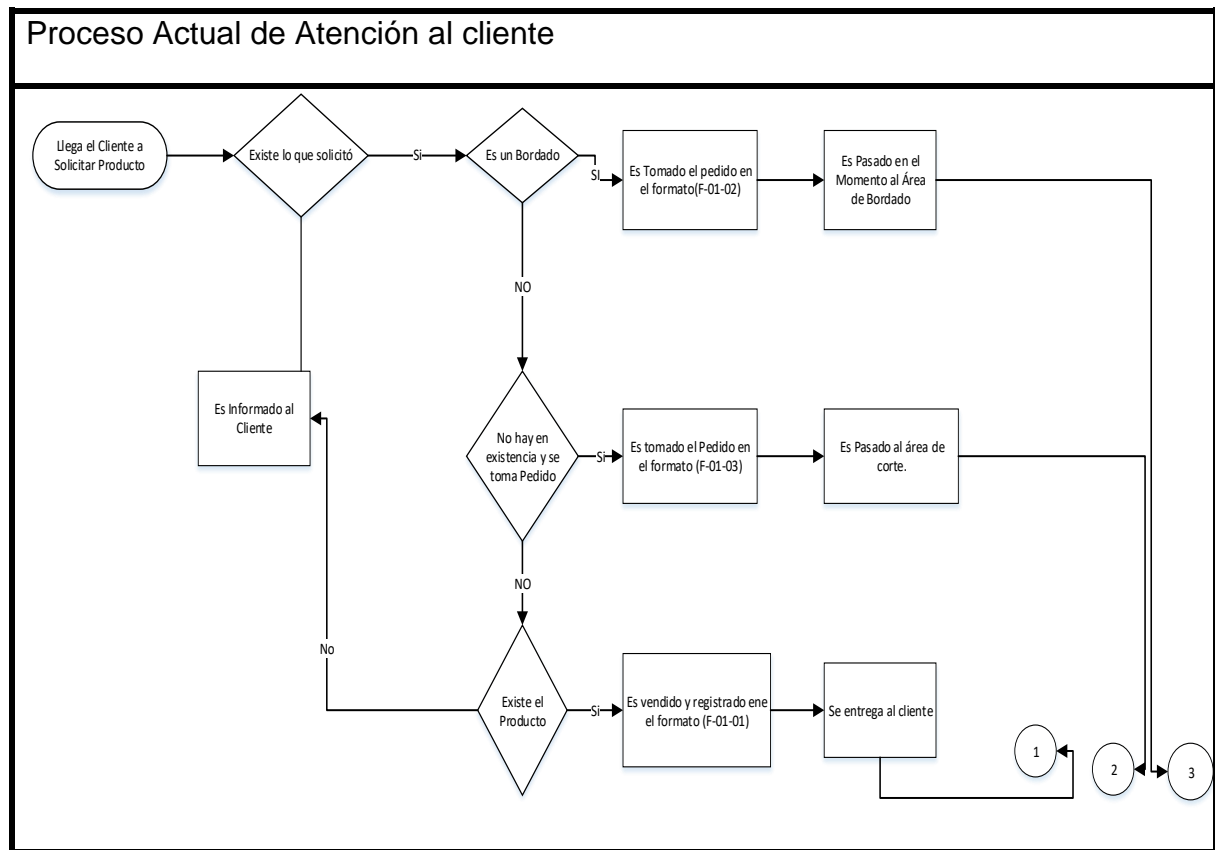 Proceso Actual de Atención al cliente
Llega el Cliente a
Solicitar Producto
Existe lo que solicitó
Si
Es un Bordado
SI
Es Tomado el pedido en
el formato(F-01-02)
Es Pasado en el
Momento al Área
de Bordado
NO
Es Informado al
Cliente
No hay en
existencia y se
toma Pedido
Si
Es tomado el Pedido en
el formato (F-01-03)
Es Pasado al área de
corte.
NO
No
Existe el
Producto
Si
Es vendido y registrado ene
el formato (F-01-01)
Se entrega al cliente
1
2
3